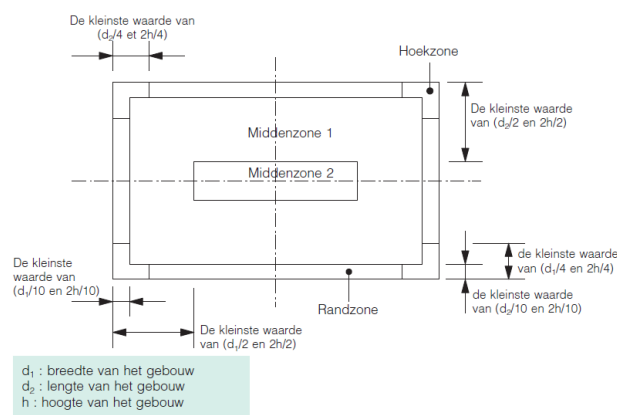 De kleinste waarde van
(d₂/4 et 2h/4)
Hoekzone
De kleinste waarde
van (d₂/2 en 2h/2)
Middenzone 1
Middenzone 2
De kleinste
waarde van
(d₁/10 en 2h/10)
de kleinste waarde
van (d₁/4 en 2h/4)
de kleinste waarde
van (d₂/10 en 2h/10)
Randzone
De kleinste waarde
van (d₁/2 en 2h/2)
d₁ : breedte van het gebouw
d₂ : lengte van het gebouw
h : hoogte van het gebouw